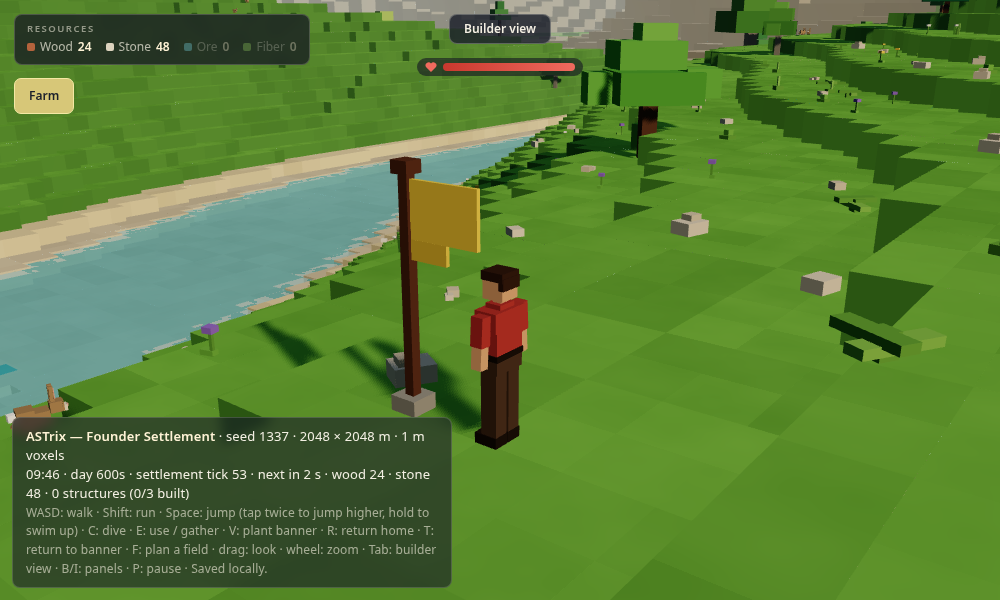 RESOURCES
Wood 24 Stone 48 Ore 0 Fiber 0
Builder view
Farm
ASTrix — Founder Settlement · seed 1337 · 2048 × 2048 m · 1 m
voxels
09:46 · day 600s · settlement tick 53 · next in 2 s · wood 24 · stone
48 · 0 structures (0/3 built)
WASD: walk · Shift: run · Space: jump (tap twice to jump higher, hold to
swim up) · C: dive · E: use / gather · V: plant banner · R: return home · T:
return to banner · F: plan a field · drag: look · wheel: zoom · Tab: builder
view · B/I: panels · P: pause · Saved locally.